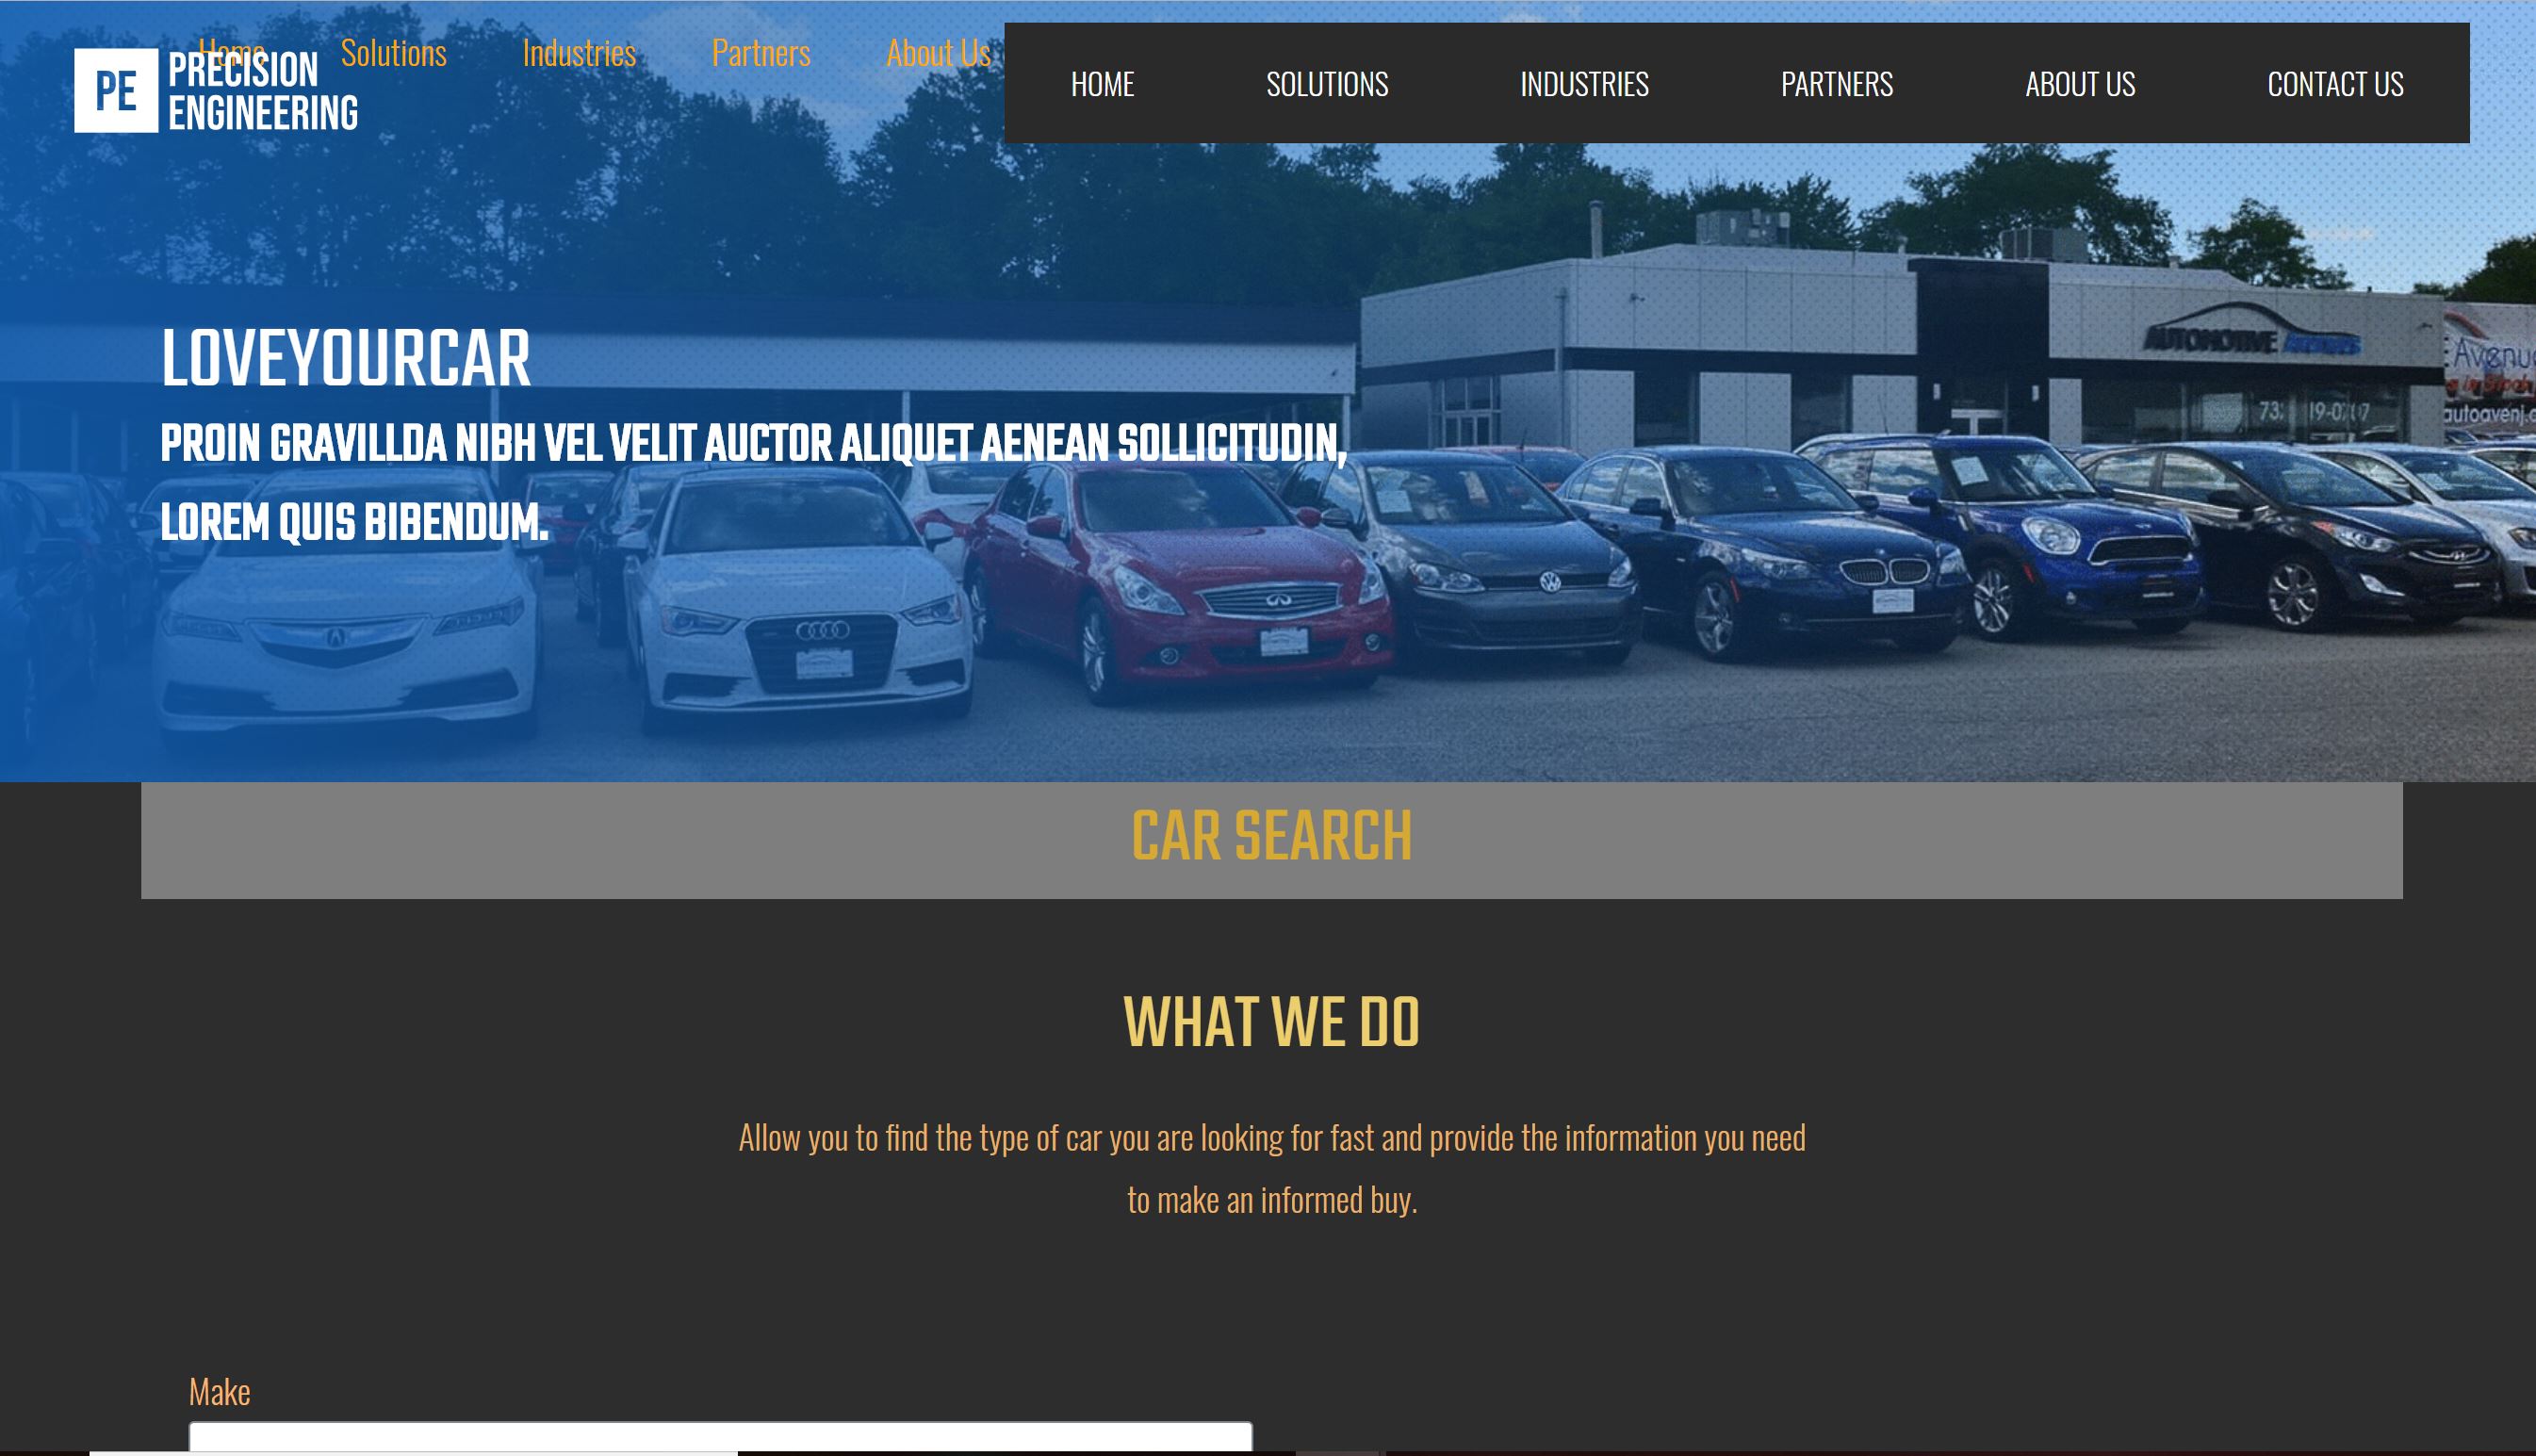 Home Solutions Industries Partners About Us
PE PRECISION
ENGINEERING
HOME SOLUTIONS INDUSTRIES PARTNERS ABOUT US CONTACT US
LOVEYOURCAR
PROIN GRAVILLDA NIBH VEL VELIT AUCTOR ALIQUET AENEAN SOLLICITUDIN,
LOREM QUIS BIBENDUM.
AUTOMOTIVE
Avenu
CAR SEARCH
WHAT WE DO
Allow you to find the type of car you are looking for fast and provide the information you need
to make an informed buy.
Make